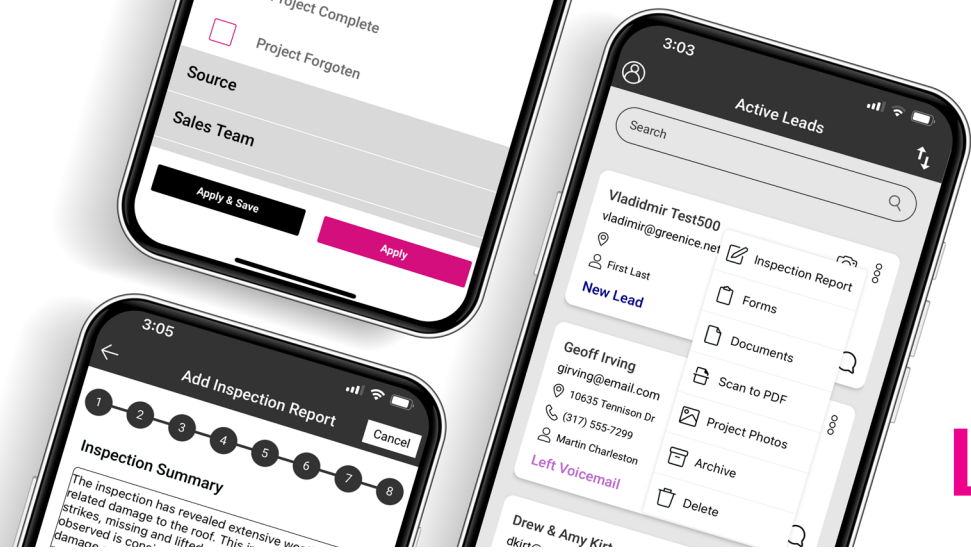 Project Complete
Project Forgoten
Source
Sales Team
Apply & Save
Apply
3:05
Add Inspection Report
Cancel
1
2
3
4
5
6
7
8
Inspection Summary
The inspection has revealed extensive
related damage to the roof. This
strikes, missing and lifted
observed is
damage
3:03
Active Leads
Search
Vladidmir Test500
vladimir@greenice.net
First Last
New Lead
Inspection Report
Forms
Documents
Scan to PDF
Project Photos
Archive
Delete
Geoff Irving
girving@email.com
10635 Tennison Dr
(317) 555-7299
Martin Charleston
Left Voicemail
Drew & Amy